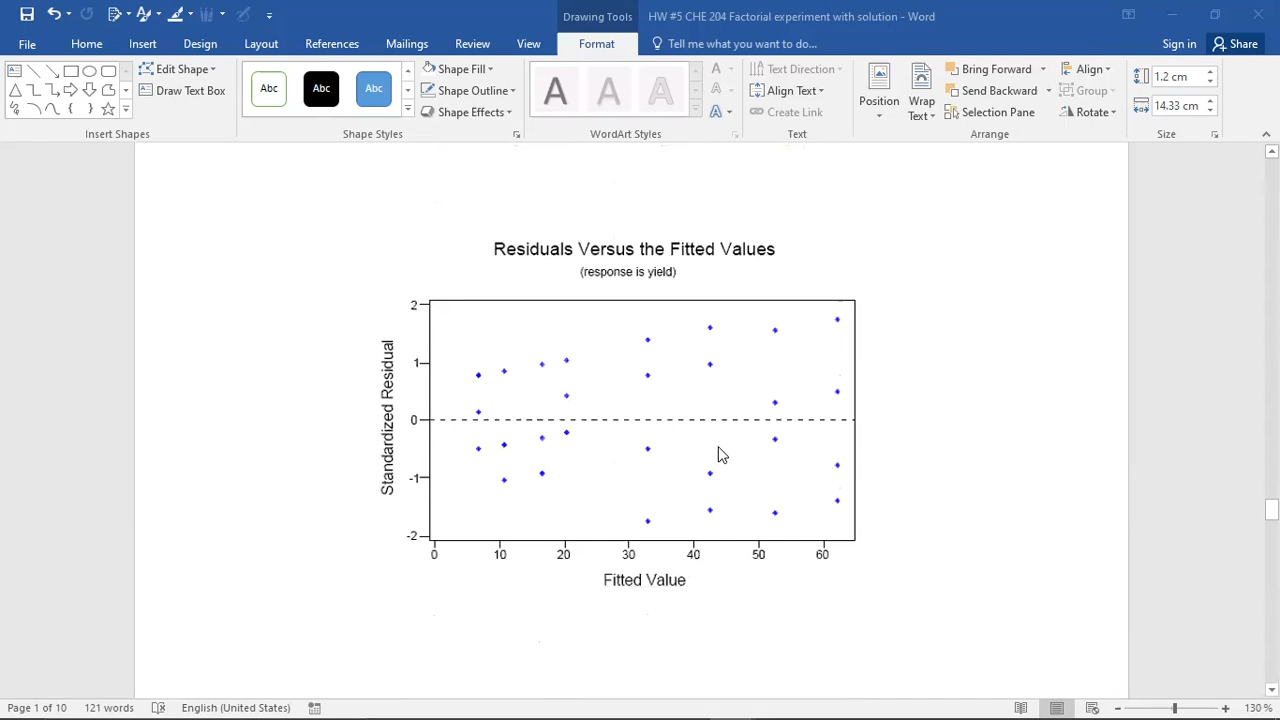 Drawing Tools
HW #5 CHE 204 Factorial experiment with solution - Word
File Home Insert Design Layout References Mailings Review View Format Tell me what you want to do... Sign in Share
Edit Shape
Draw Text Box
Insert Shapes
Abc Abc Abc
Shape Fill
Shape Outline
Shape Effects
Shape Styles
A A A
A
A
A
WordArt Styles
Text Direction
Align Text
Create Link
Text
Position
Wrap Text
Bring Forward
Send Backward
Selection Pane
Align
Group
Rotate
Arrange
1.2 cm
14.33 cm
Size
Residuals Versus the Fitted Values
(response is yield)
Standardized Residual
2
1
0
-1
-2
0 10 20 30 40 50 60
Fitted Value
Page 1 of 10 121 words English (United States) 130 %